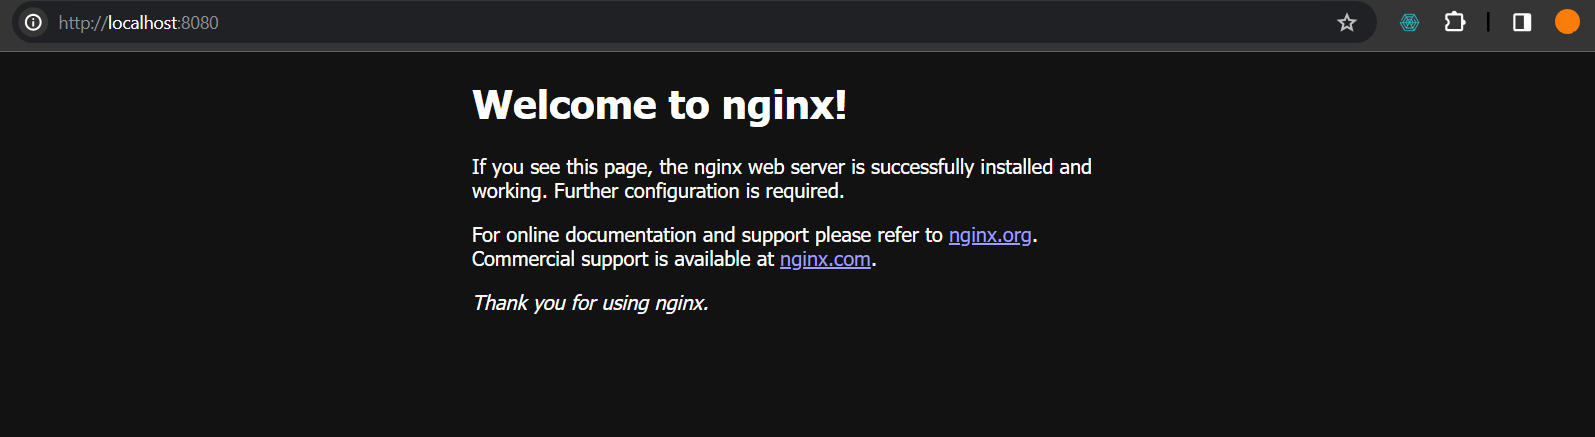 http://localhost:8080
Welcome to nginx!
If you see this page, the nginx web server is successfully installed and
working. Further configuration is required.
For online documentation and support please refer to nginx.org.
Commercial support is available at nginx.com.
Thank you for using nginx.